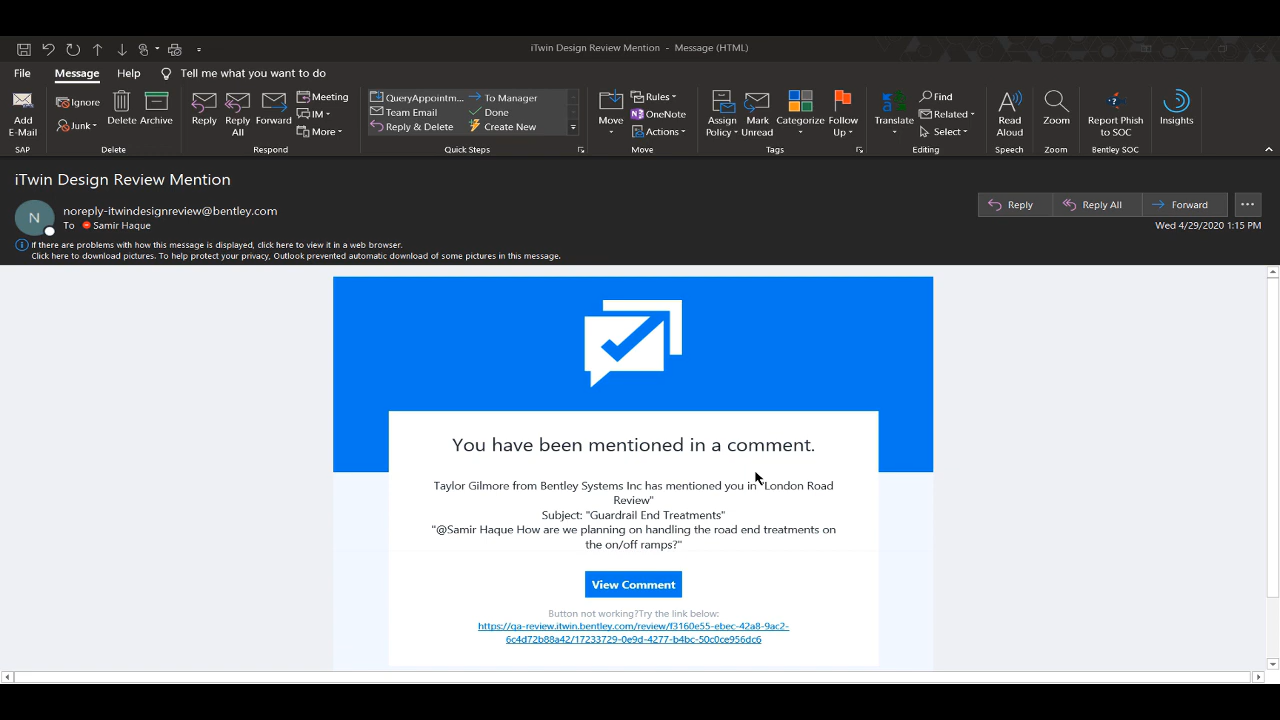 iTwin Design Review Mention - Message (HTML)
File Message Help Tell me what you want to do
Add E-Mail
SAP
Ignore
Junk
Delete
Archive
Delete
Reply
Reply All
Forward
Meeting
IM
More
Respond
QueryAppointm...
Team Email
Reply & Delete
To Manager
Done
Create New
Quick Steps
Move
Rules
OneNote
Actions
Move
Assign Policy
Mark Unread
Categorize
Follow Up
Tags
Translate
Find
Related
Select
Editing
Read Aloud
Speech
Zoom
Zoom
Report Phish to SOC
Bentley SOC
Insights
iTwin Design Review Mention
N
noreply-itwindesignreview@bentley.com
To Samir Haque
Reply Reply All Forward
Wed 4/29/2020 1:15 PM
If there are problems with how this message is displayed, click here to view it in a web browser.
Click here to download pictures. To help protect your privacy, Outlook prevented automatic download of some pictures in this message.
You have been mentioned in a comment.
Taylor Gilmore from Bentley Systems Inc has mentioned you in "London Road
Review"
Subject: "Guardrail End Treatments"
"@Samir Haque How are we planning on handling the road end treatments on
the on/off ramps?"
View Comment
Button not working?Try the link below:
https://qa-review.itwin.bentley.com/review/f3160e55-ebec-42a8-9ac2-
6c4d72b88a42/17233729-0e9d-4277-b4bc-50c0ce956dc6